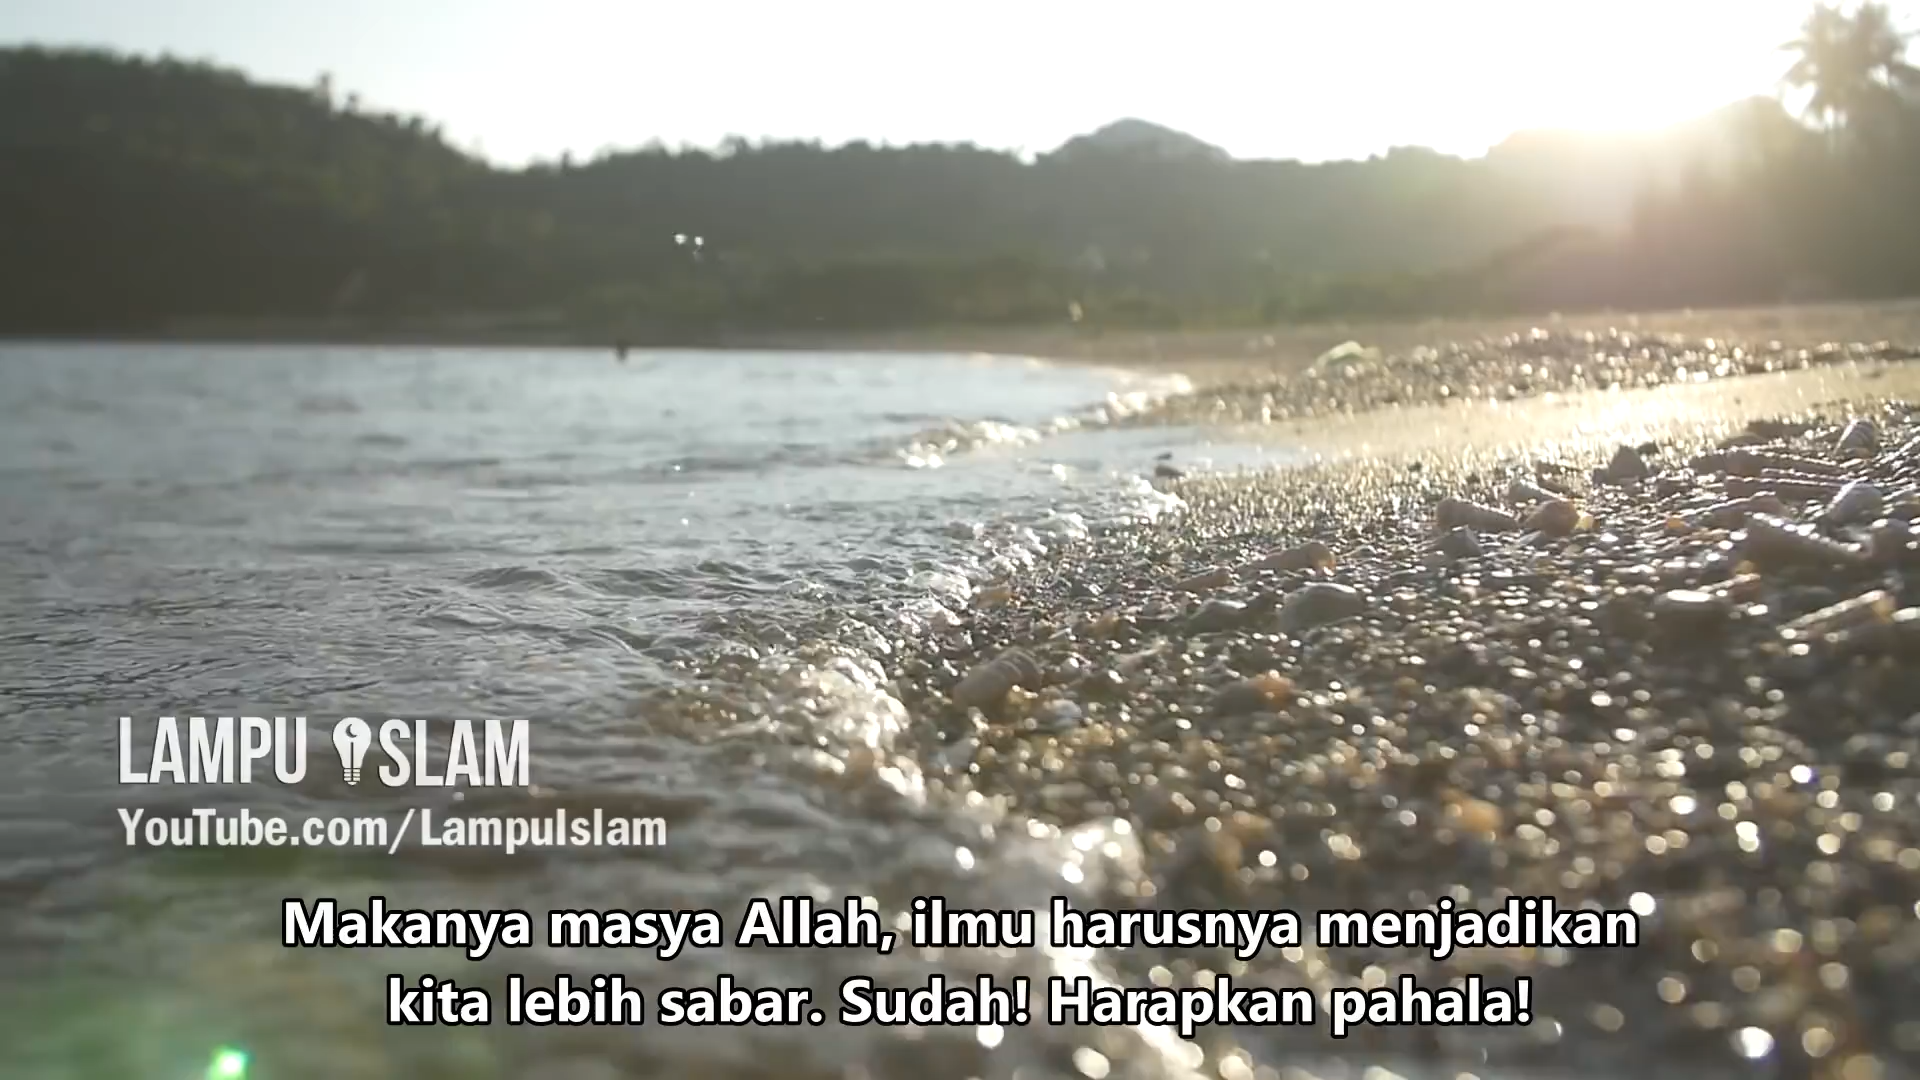 LAMPU ISLAM
YouTube.com/LampuIslam
Makanya masya Allah, ilmu harusnya menjadikan
kita lebih sabar. Sudah! Harapkan pahala!